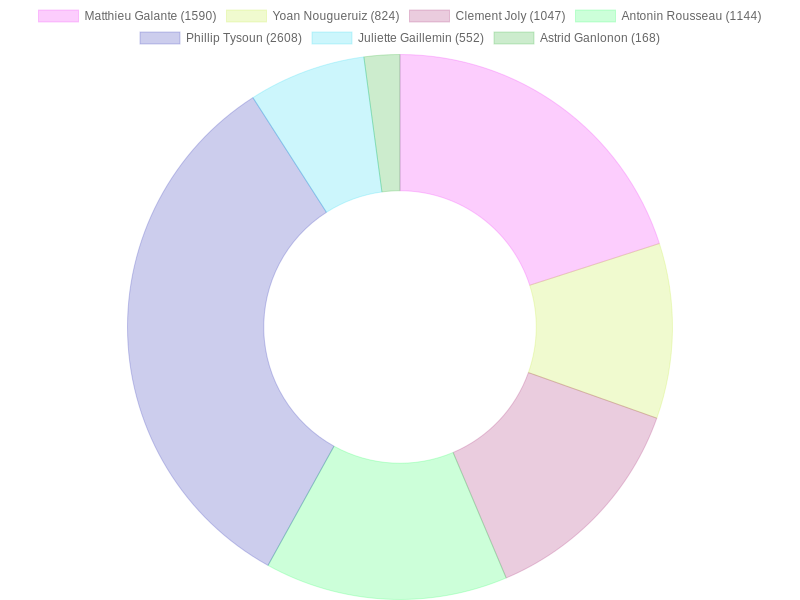 Matthieu Galante (1590) Yoan Nougueruiz (824) Clement Joly (1047) Antonin Rousseau (1144)
Phillip Tysoun (2608) Juliette Gaillemin (552) Astrid Ganlonon (168)